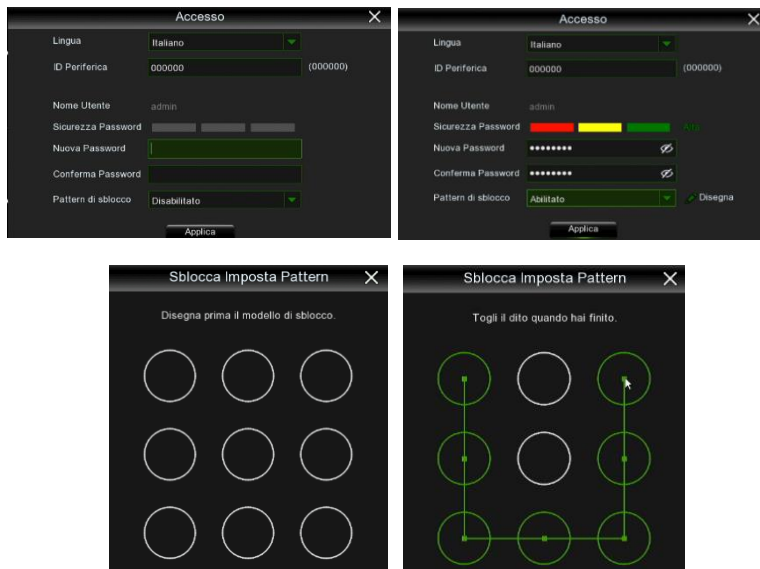 Accesso
Lingua
Italiano
ID Periferica
000000
(000000)
Nome Utente
admin
Sicurezza Password
Nuova Password
Conferma Password
Pattern di sblocco
Disabilitato
Applica
Accesso
Lingua
Italiano
ID Periferica
000000
(000000)
Nome Utente
admin
Sicurezza Password
Nuova Password
••••••••
Conferma Password
••••••••
Pattern di sblocco
Abilitato
Disegna
Applica
Sblocca Imposta Pattern
Disegna prima il modello di sblocco.
Sblocca Imposta Pattern
Togli il dito quando hai finito.